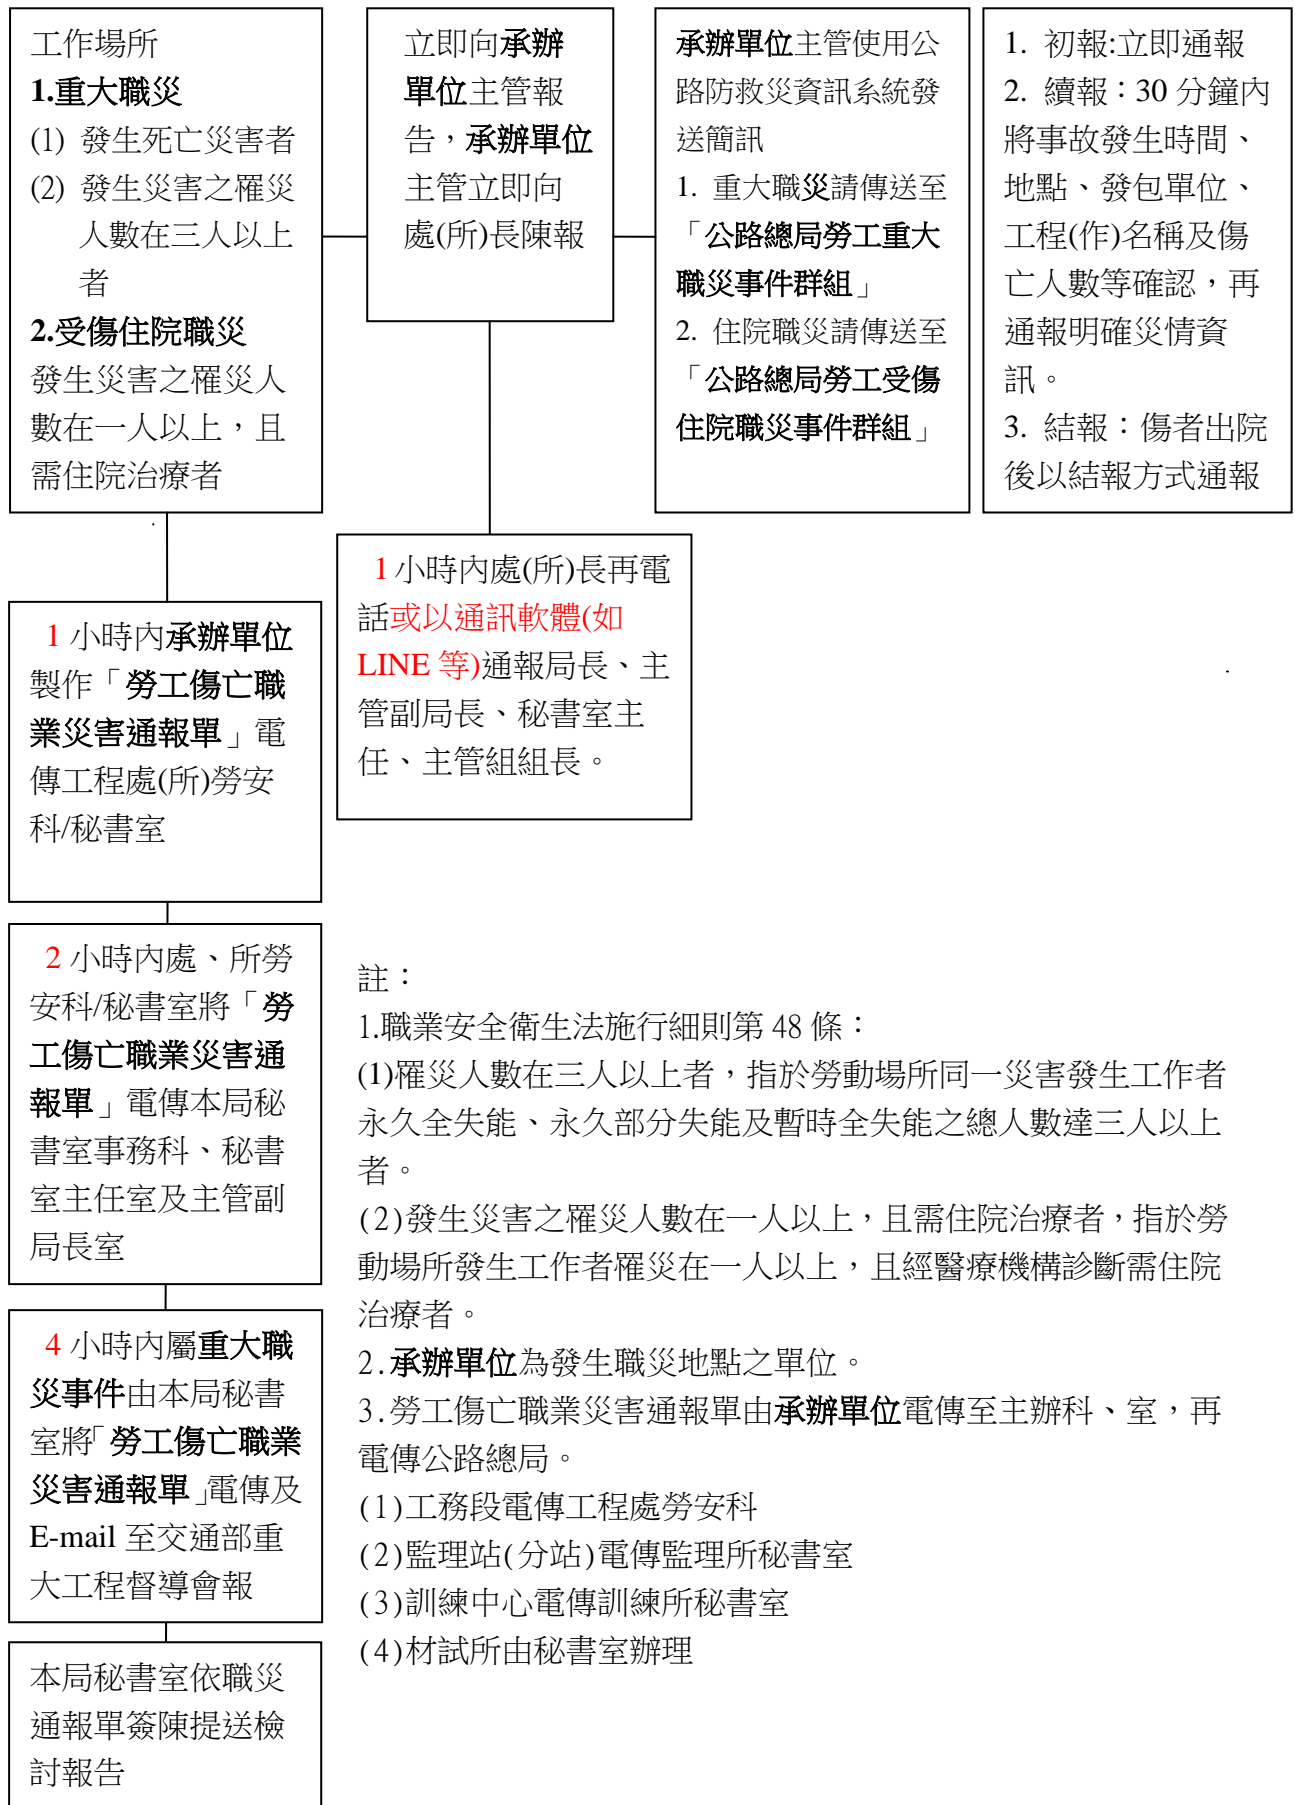 工作場所
1.重大職災
(1) 發生死亡災害者
(2) 發生災害之罹災
人數在三人以上
者
2.受傷住院職災
發生災害之罹災人
數在一人以上，且
需住院治療者
立即向承辦
單位主管報
告，承辦單位
主管立即向
處(所)長陳報
承辦單位主管使用公
路防救災資訊系統發
送簡訊
1. 重大職災請傳送至
「公路總局勞工重大
職災事件群組」
2. 住院職災請傳送至
「公路總局勞工受傷
住院職災事件群組」
1. 初報:立即通報
2. 續報：30 分鐘內
將事故發生時間、
地點、發包單位、
工程(作)名稱及傷
亡人數等確認，再
通報明確災情資
訊。
3. 結報：傷者出院
後以結報方式通報
1 小時內處(所)長再電
話或以通訊軟體(如
LINE 等)通報局長、主
管副局長、秘書室主
任、主管組組長。
1 小時內承辦單位
製作「勞工傷亡職
業災害通報單」電
傳工程處(所)勞安
科/秘書室
2 小時內處、所勞
安科/秘書室將「勞
工傷亡職業災害通
報單」電傳本局秘
書室事務科、秘書
室主任室及主管副
局長室
4 小時內屬重大職
災事件由本局秘書
室將「勞工傷亡職業
災害通報單」電傳及
E-mail 至交通部重
大工程督導會報
本局秘書室依職災
通報單簽陳提送檢
討報告
註：
1.職業安全衛生法施行細則第 48 條：
(1)罹災人數在三人以上者，指於勞動場所同一災害發生工作者
永久全失能、永久部分失能及暫時全失能之總人數達三人以上
者。
(2)發生災害之罹災人數在一人以上，且需住院治療者，指於勞
動場所發生工作者罹災在一人以上，且經醫療機構診斷需住院
治療者。
2.承辦單位為發生職災地點之單位。
3.勞工傷亡職業災害通報單由承辦單位電傳至主辦科、室，再
電傳公路總局。
(1)工務段電傳工程處勞安科
(2)監理站(分站)電傳監理所秘書室
(3)訓練中心電傳訓練所秘書室
(4)材試所由秘書室辦理